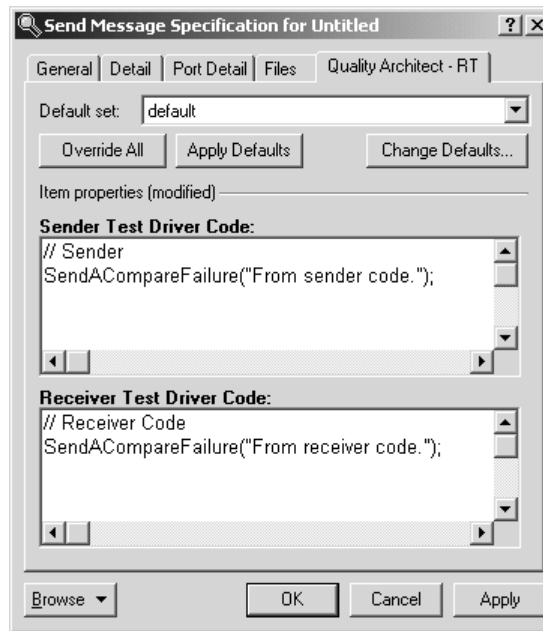 Send Message Specification for Untitled
General Detail Port Detail Files Quality Architect - RT
Default set: default
Override All Apply Defaults Change Defaults...
Item properties (modified)
Sender Test Driver Code:
// Sender
SendACompareFailure("From sender code.");
Receiver Test Driver Code:
// Receiver Code
SendACompareFailure("From receiver code.");
Browse OK Cancel Apply